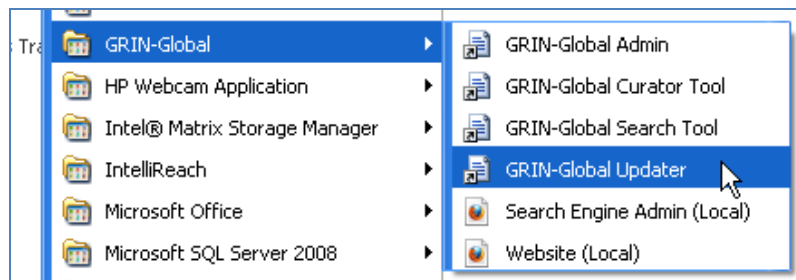 s Tra
GRIN-Global
HP Webcam Application
Intel® Matrix Storage Manager
IntelliReach
Microsoft Office
Microsoft SQL Server 2008
GRIN-Global Admin
GRIN-Global Curator Tool
GRIN-Global Search Tool
GRIN-Global Updater
Search Engine Admin (Local)
Website (Local)